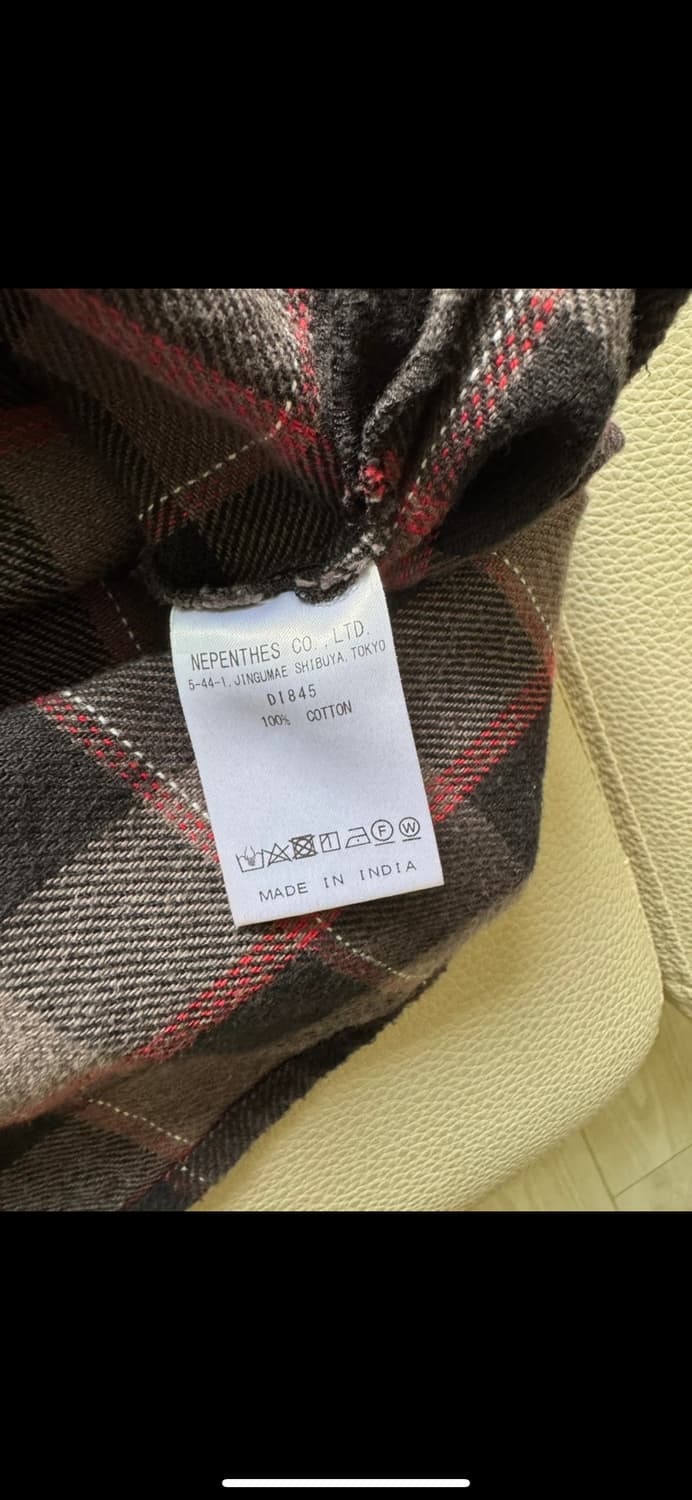 NEPENTHES CO.,LTD.
5-44-1, JINGUMAE SHIBUYA, TOKYO
DI845
100% COTTON
F W
MADE IN INDIA